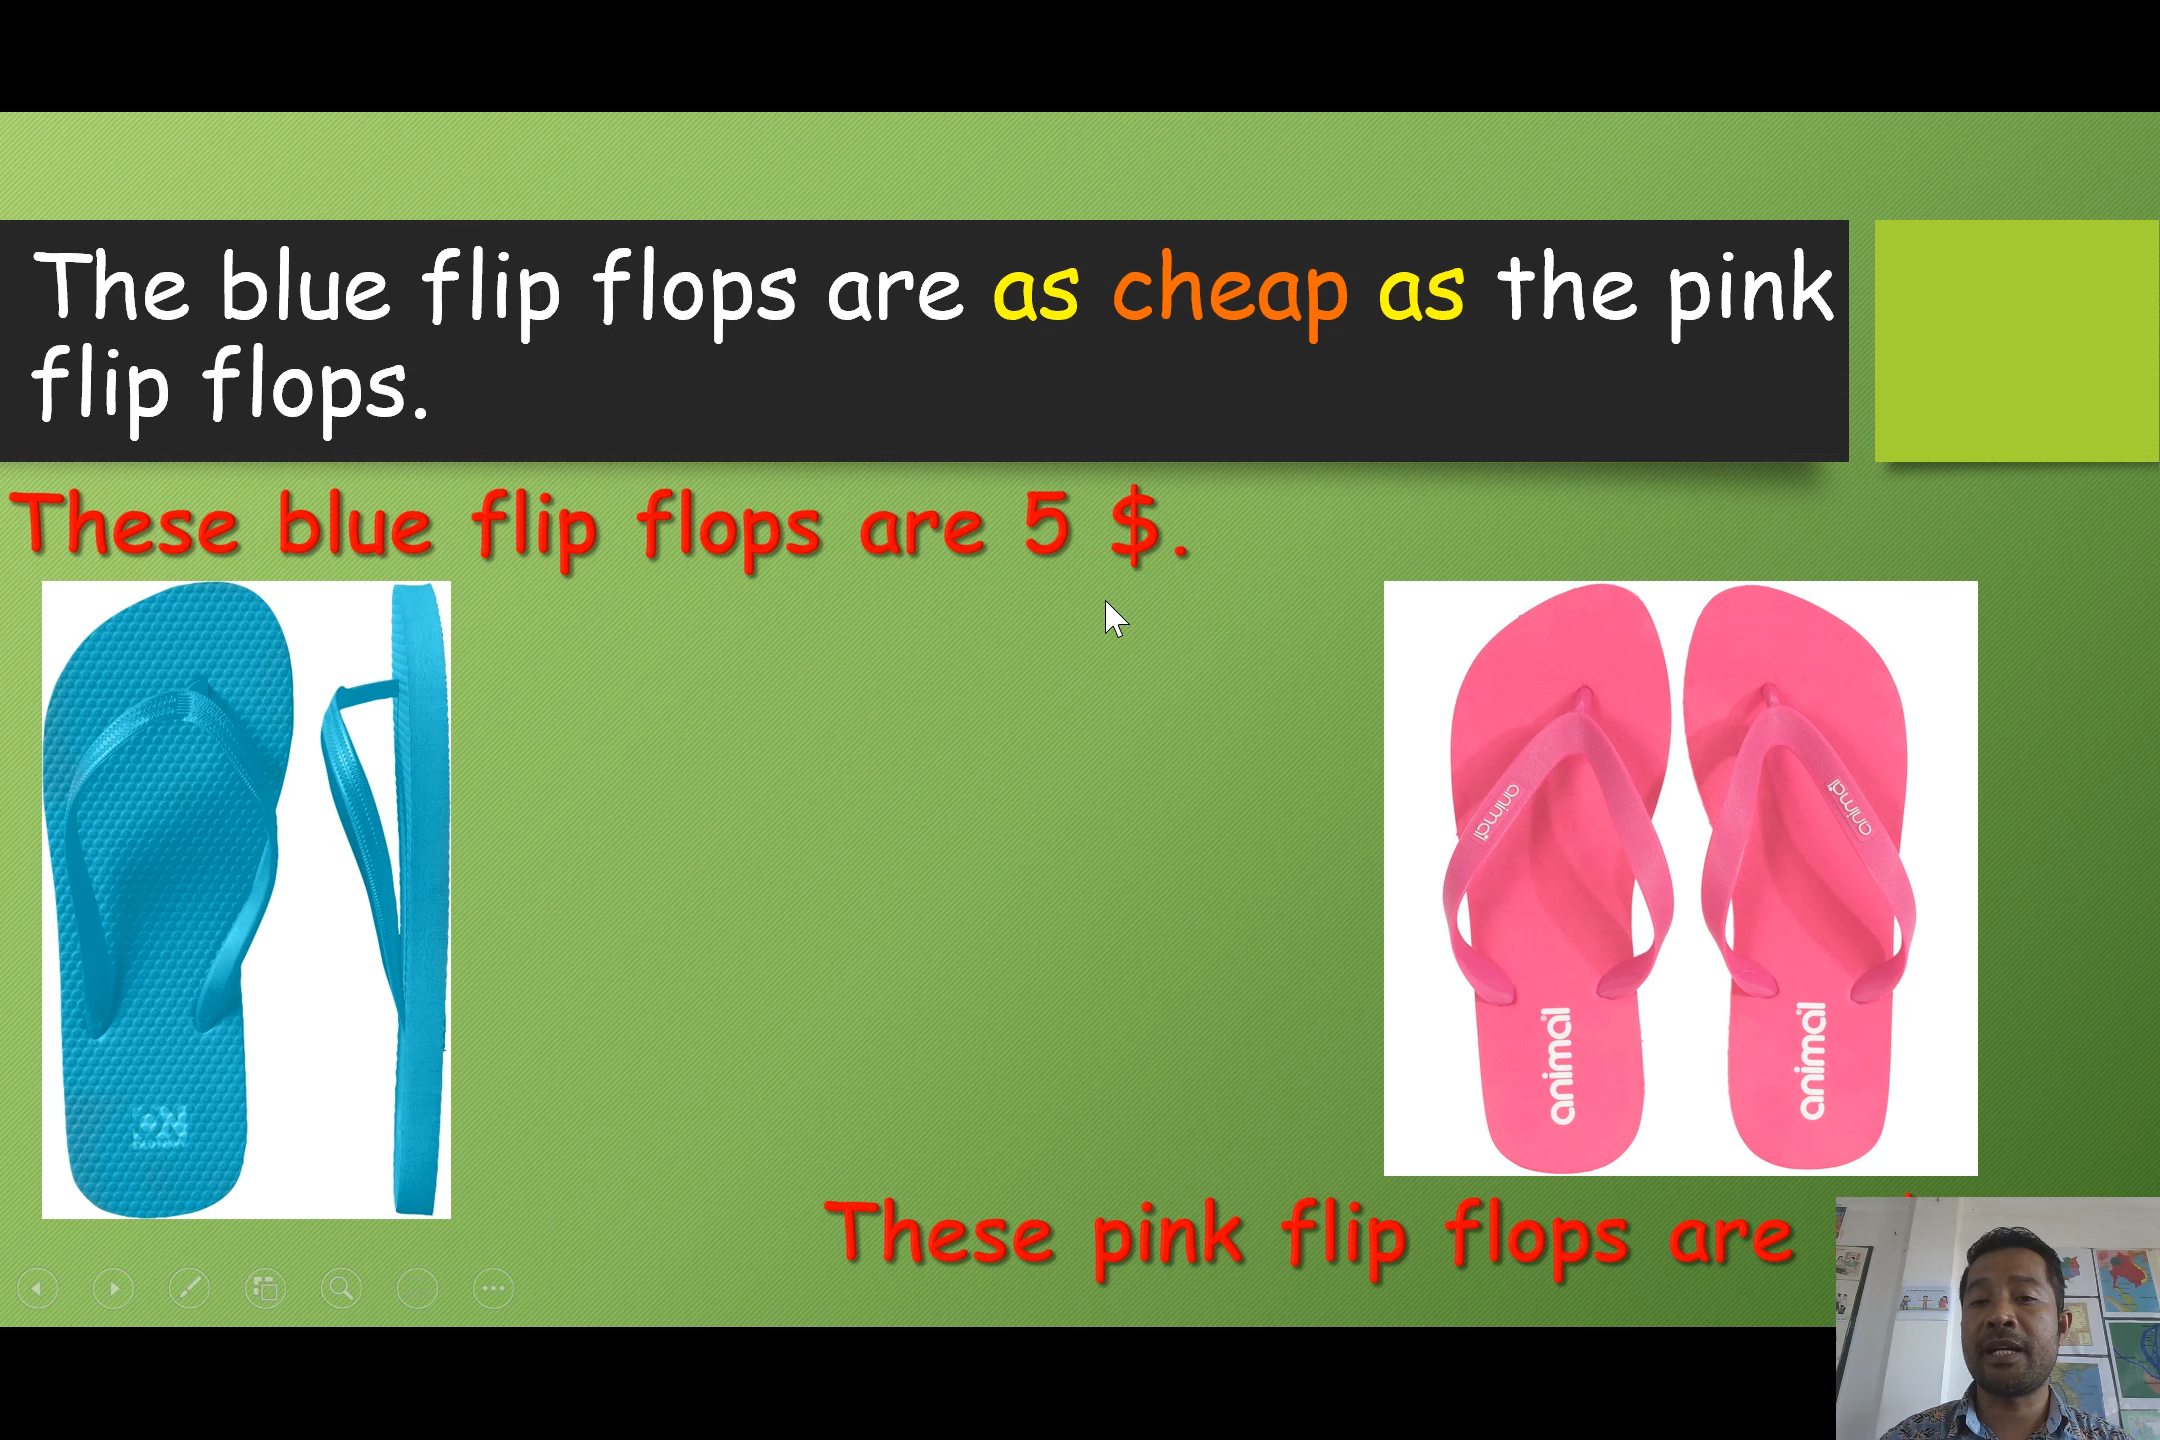 The blue flip flops are as cheap as the pink
flip flops.
These blue flip flops are 5 $.
animal
animal
animal
animal
These pink flip flops are